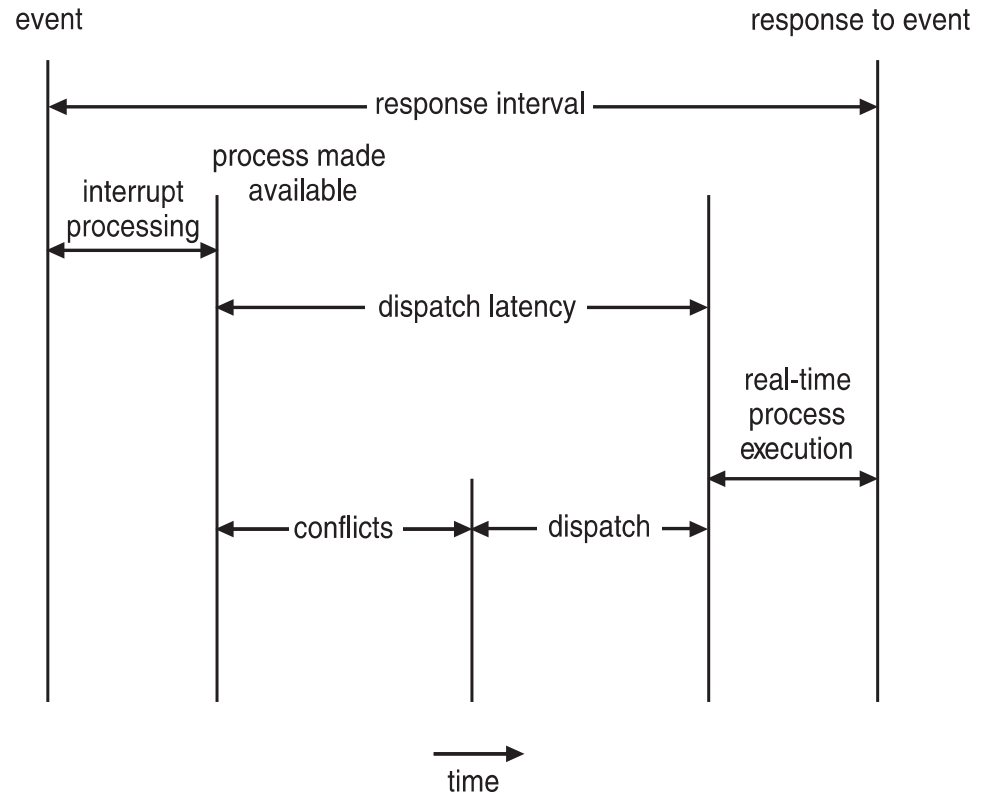 event
response to event
response interval
process made
available
interrupt
processing
dispatch latency
real-time
process
execution
conflicts
dispatch
time